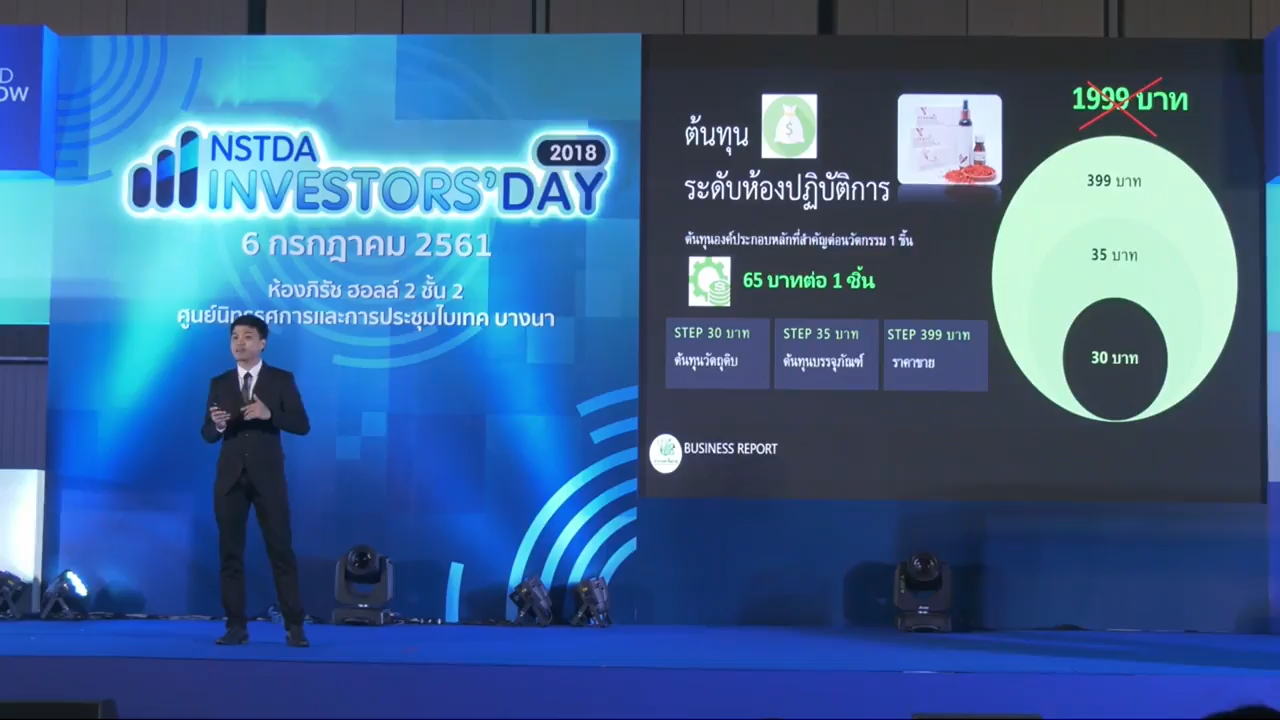 D
OW
NSTDA
2018
INVESTORS'DAY
6 กรกฎาคม 2561
ห้องภิรัช ฮอลล์ 2 ชั้น 2
ศูนย์นิทรรศการและการประชุมไบเทค บางนา
ต้นทุน
ระดับห้องปฏิบัติการ
ต้นทุนองค์ประกอบหลักที่สำคัญต่อนวัตกรรม 1 ชิ้น
65 บาทต่อ 1 ชิ้น
STEP 30 บาท
ต้นทุนวัตถุดิบ
STEP 35 บาท
ต้นทุนบรรจุภัณฑ์
STEP 399 บาท
ราคาขาย
1999 บาท
399 บาท
35 บาท
30 บาท
BUSINESS REPORT